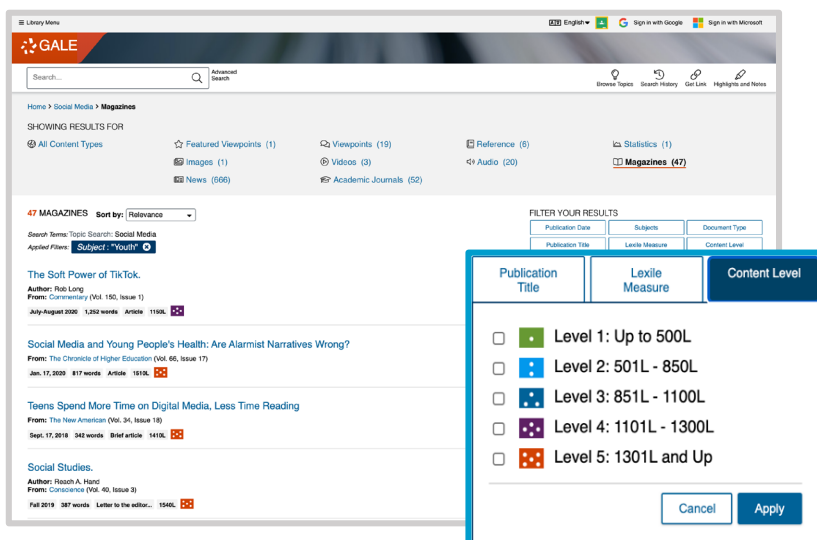 Library Menu
English
Sign in with Google
Sign in with Microsoft
GALE
Search...
Advanced
Search
Browse Topics
Search History
Get Link
Highlights and Notes
Home > Social Media > Magazines
SHOWING RESULTS FOR
All Content Types
Featured Viewpoints (1)
Viewpoints (19)
Reference (6)
Statistics (1)
Images (1)
Videos (3)
Audio (20)
Magazines (47)
News (666)
Academic Journals (52)
47 MAGAZINES Sort by: Relevance
Search Terms: Topic Search: Social Media
Applied Filters: Subject : "Youth"
FILTER YOUR RESULTS
Publication Date
Subjects
Document Type
Publication Title
Lexile Measure
Content Level
The Soft Power of TikTok.
Author: Rob Long
From: Commentary (Vol. 150, Issue 1)
July-August 2020 1,252 words Article 1150L
Social Media and Young People's Health: Are Alarmist Narratives Wrong?
From: The Chronicle of Higher Education (Vol. 66, Issue 17)
Jan. 17, 2020 817 words Article 1510L
Teens Spend More Time on Digital Media, Less Time Reading
From: The New American (Vol. 34, Issue 18)
Sept. 17, 2018 342 words Brief article 1410L
Social Studies.
Author: Reach A. Hand
From: Conscience (Vol. 40, Issue 3)
Fall 2019 387 words Letter to the editor... 1540L
Publication
Title
Lexile
Measure
Content Level
Level 1: Up to 500L
Level 2: 501L - 850L
Level 3: 851L - 1100L
Level 4: 1101L - 1300L
Level 5: 1301L and Up
Cancel
Apply